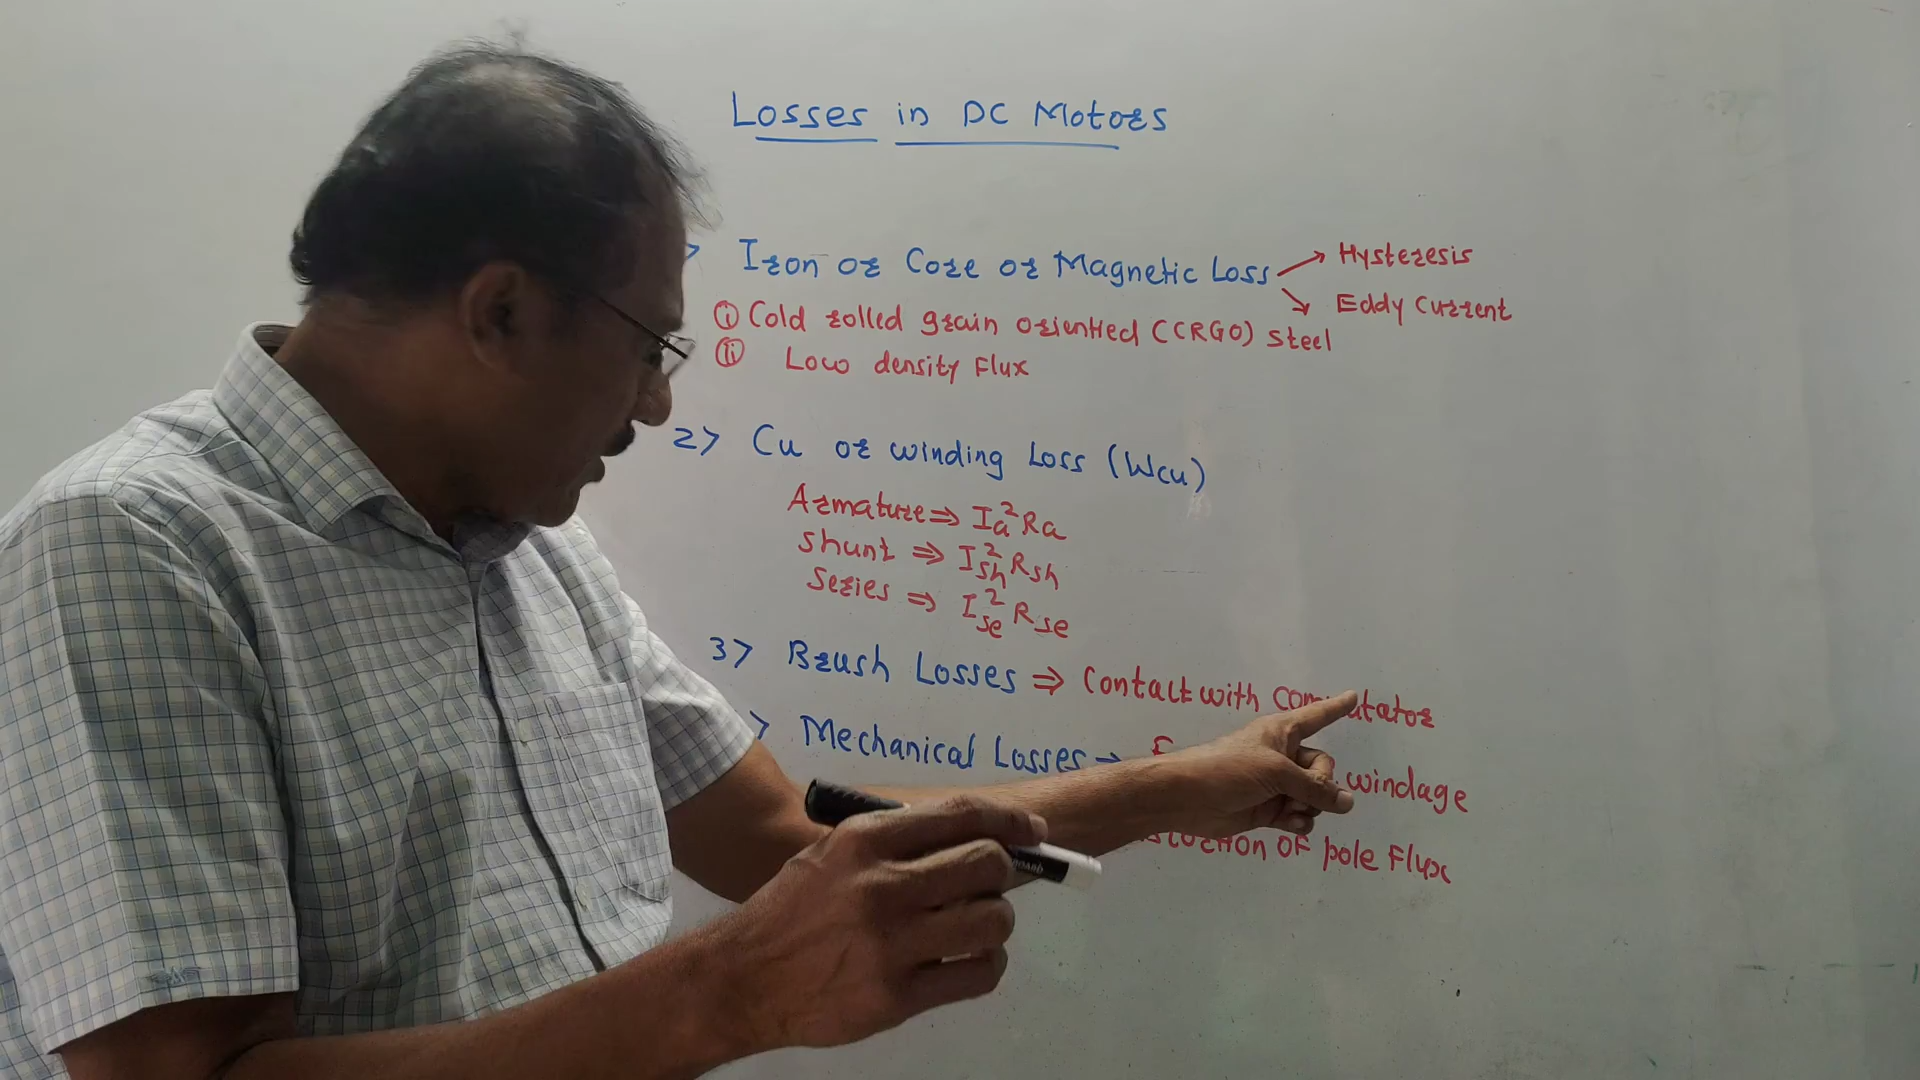 Losses in DC Motors
Iron or Core or Magnetic Loss → Hysteresis
→ Eddy Current
(i) Cold rolled grain oriented (CRGO) steel
(ii) Low density Flux
2> Cu or winding Loss (Wcu)
Armature ⇒ Ia²Ra
Shunt ⇒ Ish²Rsh
Series ⇒ Ise²Rse
3> Brush Losses ⇒ Contact with
> Mechanical Losses → windage
of pole Flux